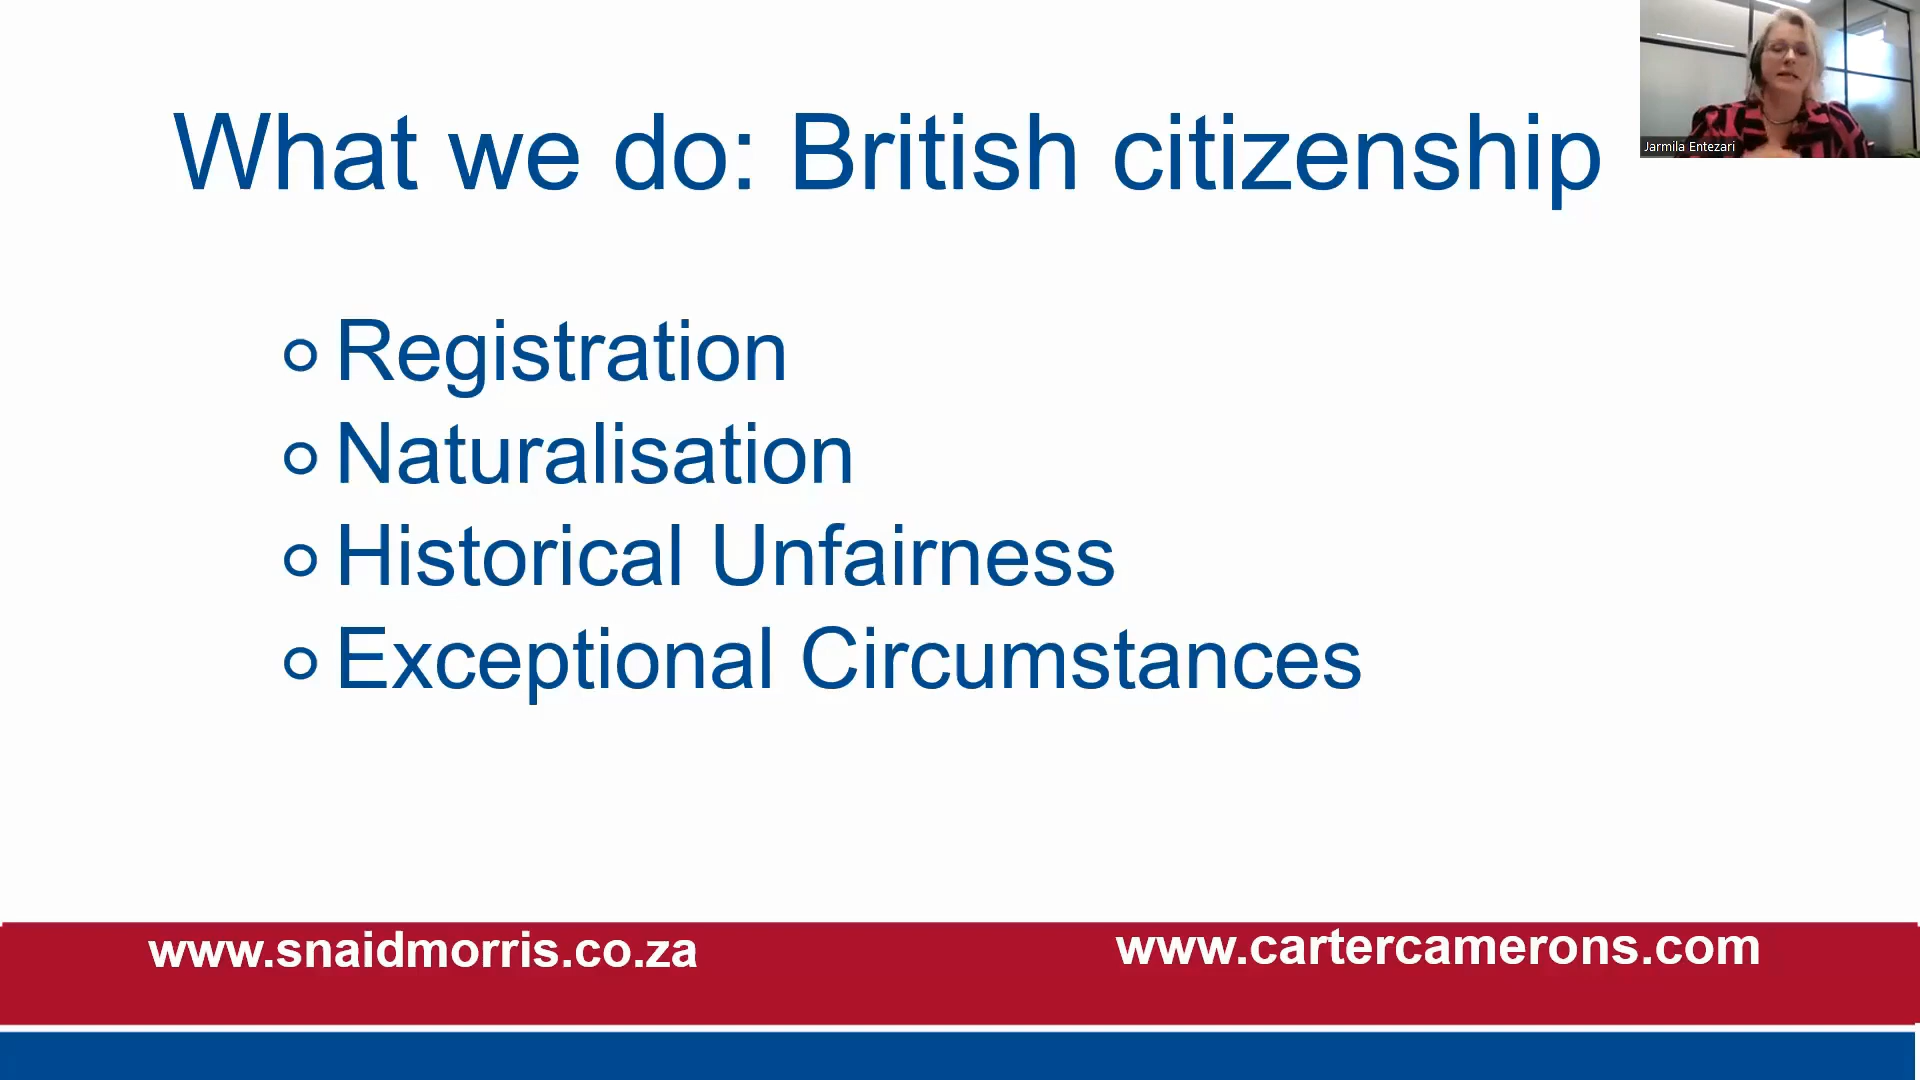 What we do: British citizenship
Jarmila Entezari
Registration
Naturalisation
Historical Unfairness
Exceptional Circumstances
www.snaidmorris.co.za
www.cartercamerons.com